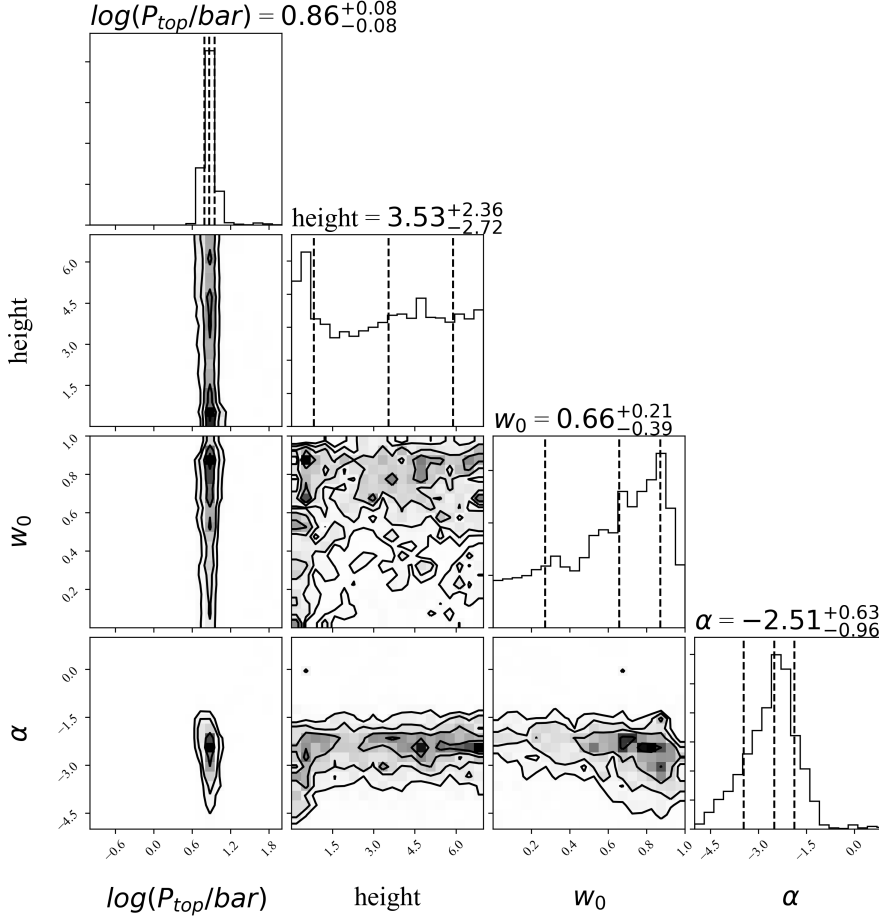 log(P_top/bar) = 0.86^{+0.08}_{−0.08}
height = 3.53^{+2.36}_{−2.72}
6.0
4.5
height
3.0
1.5
w_0 = 0.66^{+0.21}_{−0.39}
1.0
0.8
0.6
w_0
0.4
0.2
α = −2.51^{+0.63}_{−0.96}
0.0
−1.5
α
−3.0
−4.5
−0.6 0.0 0.6 1.2 1.8 1.5 3.0 4.5 6.0 0.2 0.4 0.6 0.8 1.0 −4.5 −3.0 −1.5 0.0
log(P_top/bar) height w_0 α